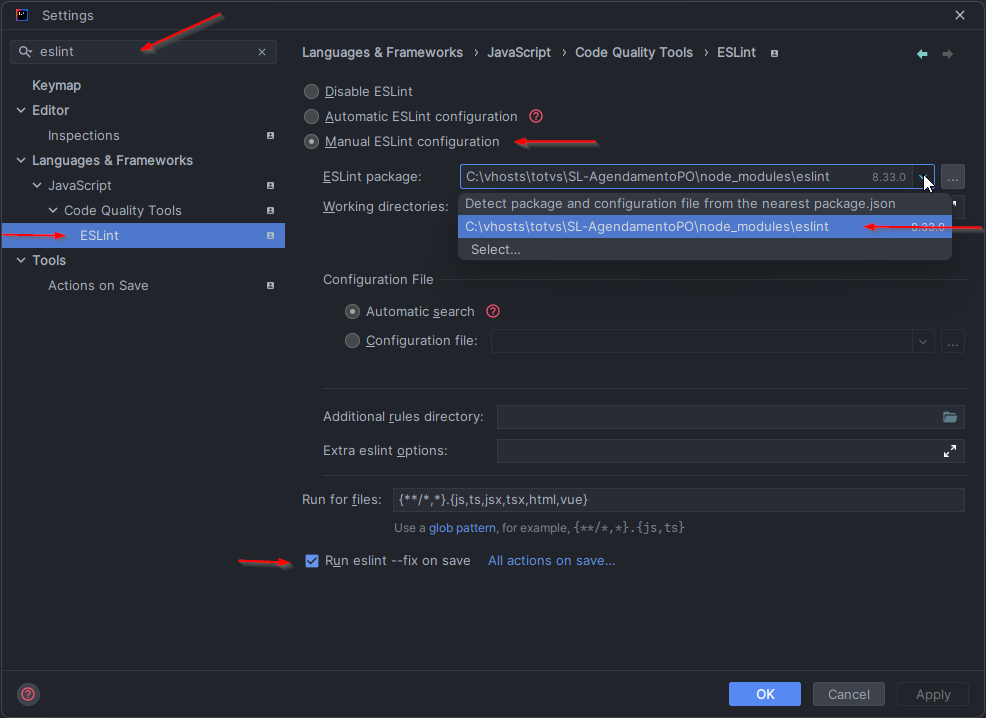 Settings
eslint
Keymap
Editor
Inspections
Languages & Frameworks
JavaScript
Code Quality Tools
ESLint
Tools
Actions on Save
Languages & Frameworks › JavaScript › Code Quality Tools › ESLint
Disable ESLint
Automatic ESLint configuration
Manual ESLint configuration
ESLint package: C:\vhosts\totvs\SL-AgendamentoPO\node_modules\eslint 8.33.0 ...
Working directories:
Detect package and configuration file from the nearest package.json
C:\vhosts\totvs\SL-AgendamentoPO\node_modules\eslint 8.33.0
Select...
Configuration File
Automatic search
Configuration file: ...
Additional rules directory:
Extra eslint options:
Run for files: {**/*,*}.{js,ts,jsx,tsx,html,vue}
Use a glob pattern, for example, {**/*,*}.{js,ts}
Run eslint --fix on save All actions on save...
OK Cancel Apply